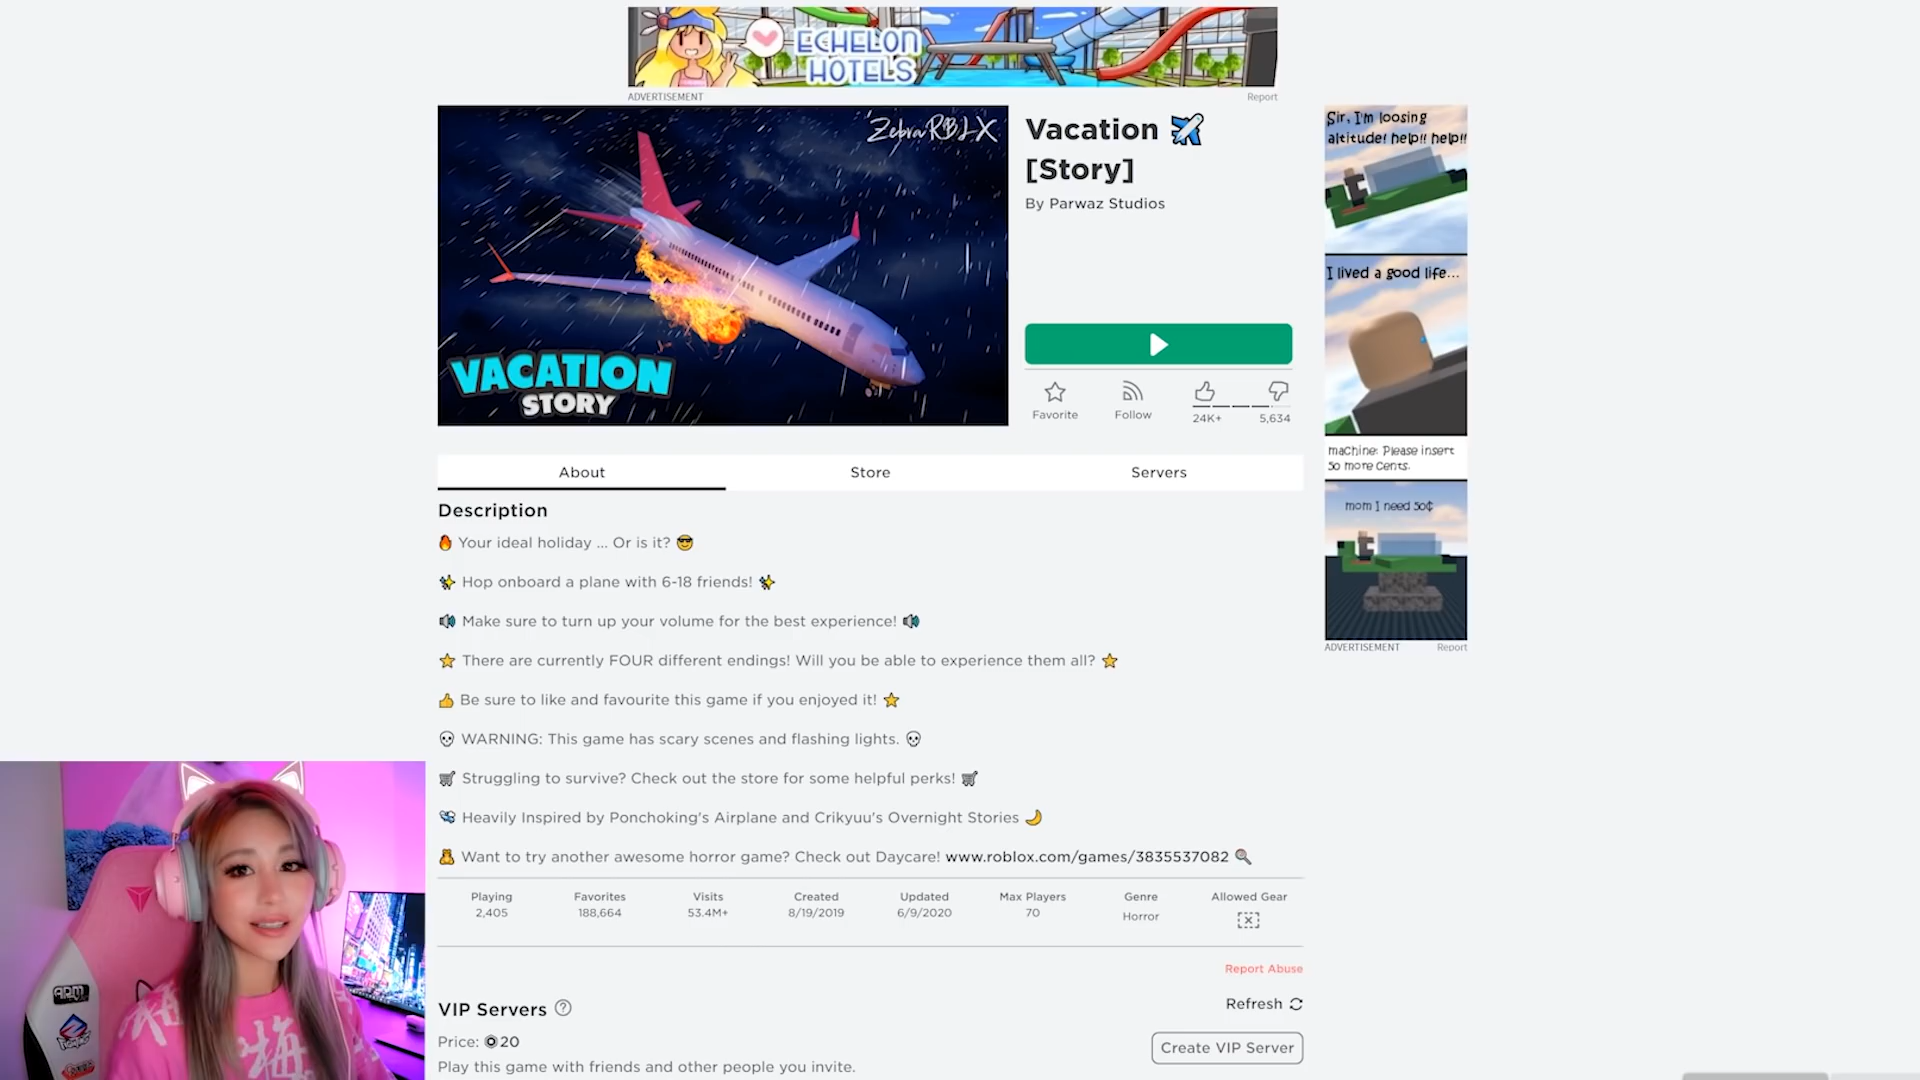 ECHELON
HOTELS
ADVERTISEMENT
Report
ZebraRBLX
VACATION
STORY
Vacation
[Story]
By Parwaz Studios
Favorite
Follow
24K+
5,634
Sir, I'm loosing
altitude! help!! help!!
I lived a good life...
machine: Please insert
50 more cents.
mom I need 50¢
ADVERTISEMENT
Report
About
Store
Servers
Description
🔥 Your ideal holiday ... Or is it? 😎
✨ Hop onboard a plane with 6-18 friends! ✨
🔊 Make sure to turn up your volume for the best experience! 🔊
⭐ There are currently FOUR different endings! Will you be able to experience them all? ⭐
👍 Be sure to like and favourite this game if you enjoyed it! ⭐
💀 WARNING: This game has scary scenes and flashing lights. 💀
🛒 Struggling to survive? Check out the store for some helpful perks! 🛒
Heavily Inspired by Ponchoking's Airplane and Crikyuu's Overnight Stories 🌙
🧸 Want to try another awesome horror game? Check out Daycare! www.roblox.com/games/3835537082 🔍
Playing
2,405
Favorites
188,664
Visits
53.4M+
Created
8/19/2019
Updated
6/9/2020
Max Players
70
Genre
Horror
Allowed Gear
Report Abuse
VIP Servers
Refresh
Price: 20
Create VIP Server
Play this game with friends and other people you invite.
梅